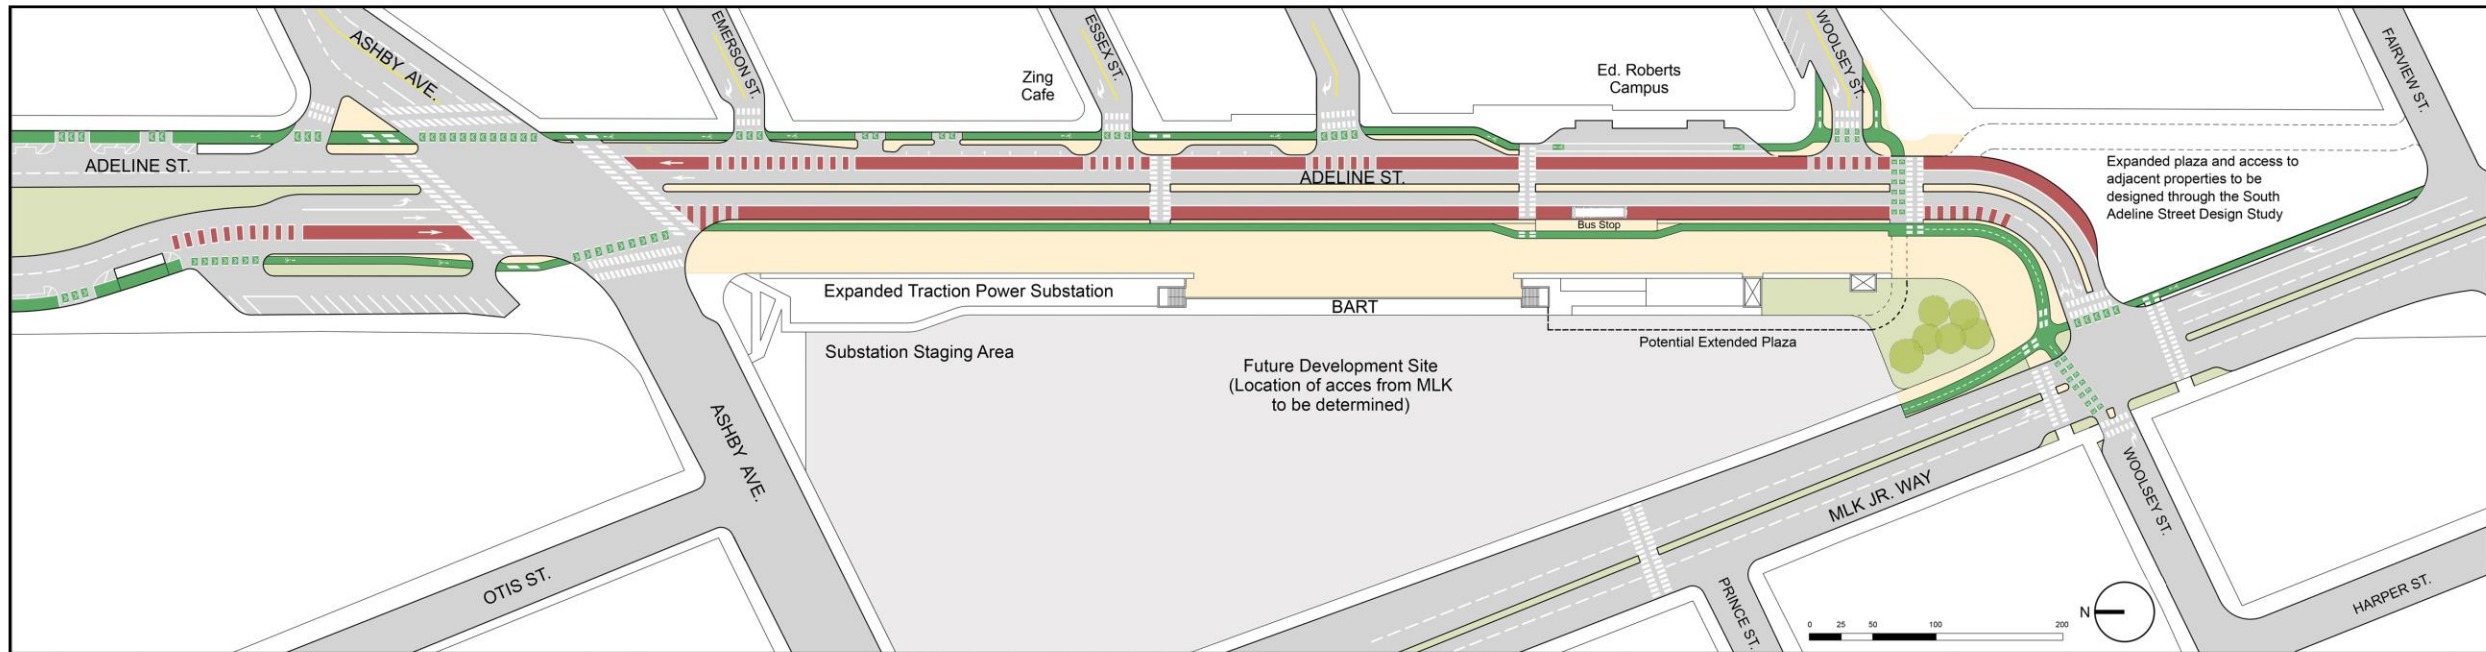 ASHBY AVE.
EMERSON ST.
ESSEX ST.
WOOLSEY ST.
FAIRVIEW ST.
Zing
Cafe
Ed. Roberts
Campus
ADELINE ST.
ADELINE ST.
Expanded plaza and access to
adjacent properties to be
designed through the South
Adeline Street Design Study
Bus Stop
Expanded Traction Power Substation
BART
Substation Staging Area
Potential Extended Plaza
Future Development Site
(Location of acces from MLK
to be determined)
ASHBY AVE.
MLK JR. WAY
WOOLSEY ST.
OTIS ST.
PRINCE ST.
HARPER ST.
N
0 25 50 100 200